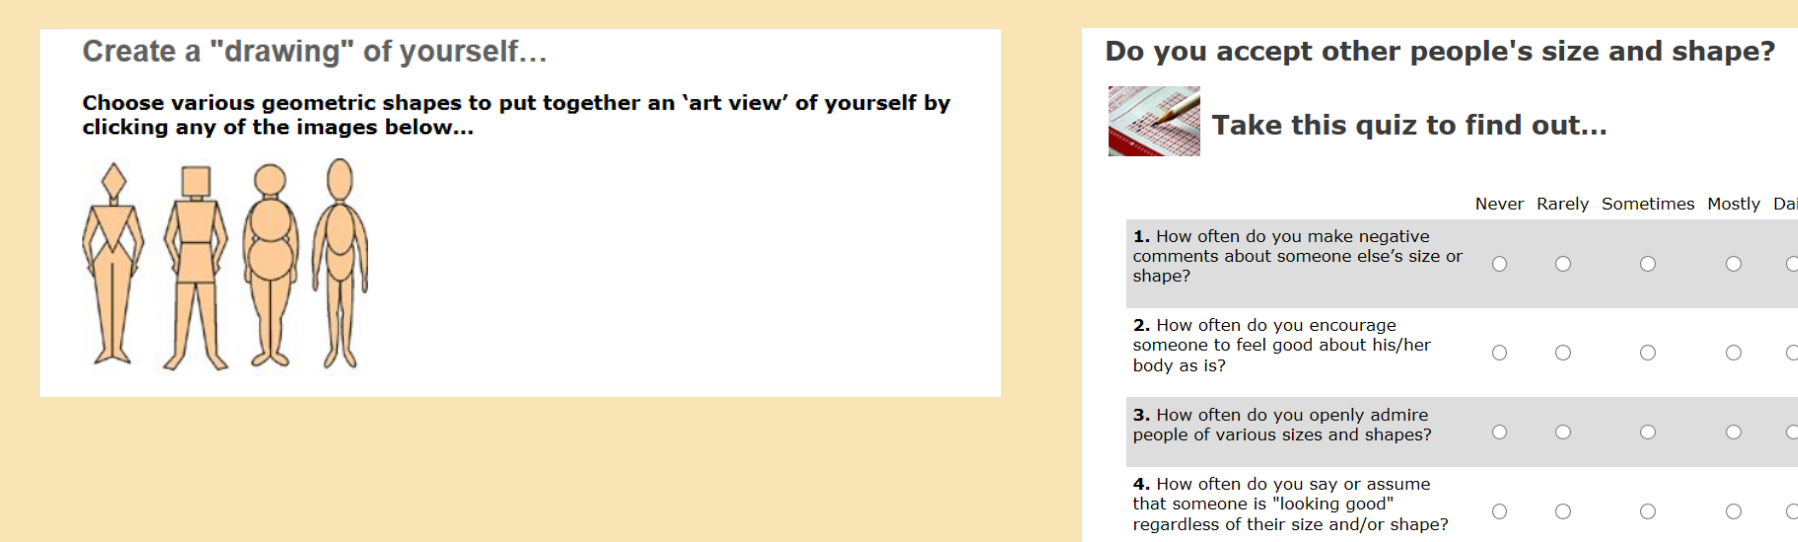 Create a "drawing" of yourself...
Choose various geometric shapes to put together an ‘art view’ of yourself by
clicking any of the images below...
Do you accept other people's size and shape?
Take this quiz to find out...
Never Rarely Sometimes Mostly
1. How often do you make negative
comments about someone else’s size or
shape?
2. How often do you encourage
someone to feel good about his/her
body as is?
3. How often do you openly admire
people of various sizes and shapes?
4. How often do you say or assume
that someone is "looking good"
regardless of their size and/or shape?